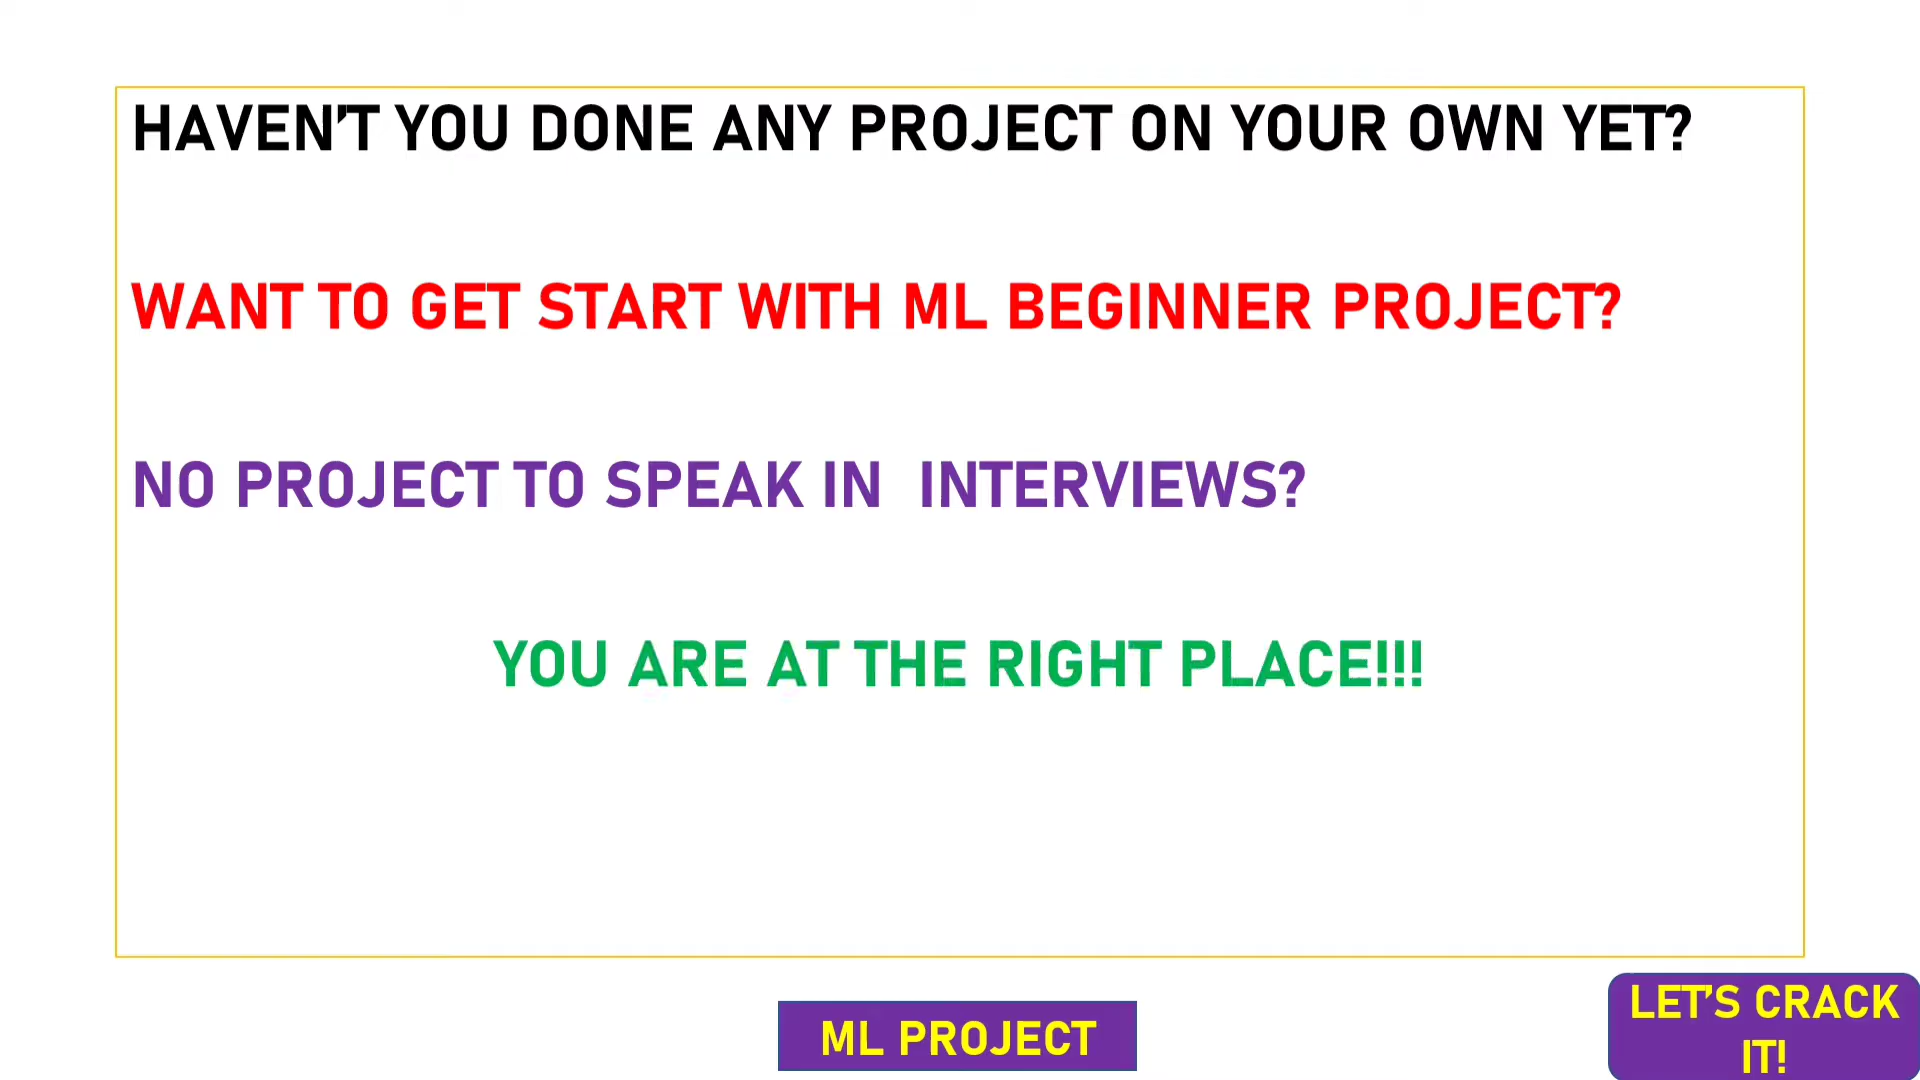 HAVEN'T YOU DONE ANY PROJECT ON YOUR OWN YET?
WANT TO GET START WITH ML BEGINNER PROJECT?
NO PROJECT TO SPEAK IN  INTERVIEWS?
YOU ARE AT THE RIGHT PLACE!!!
ML PROJECT
LET'S CRACK
IT!